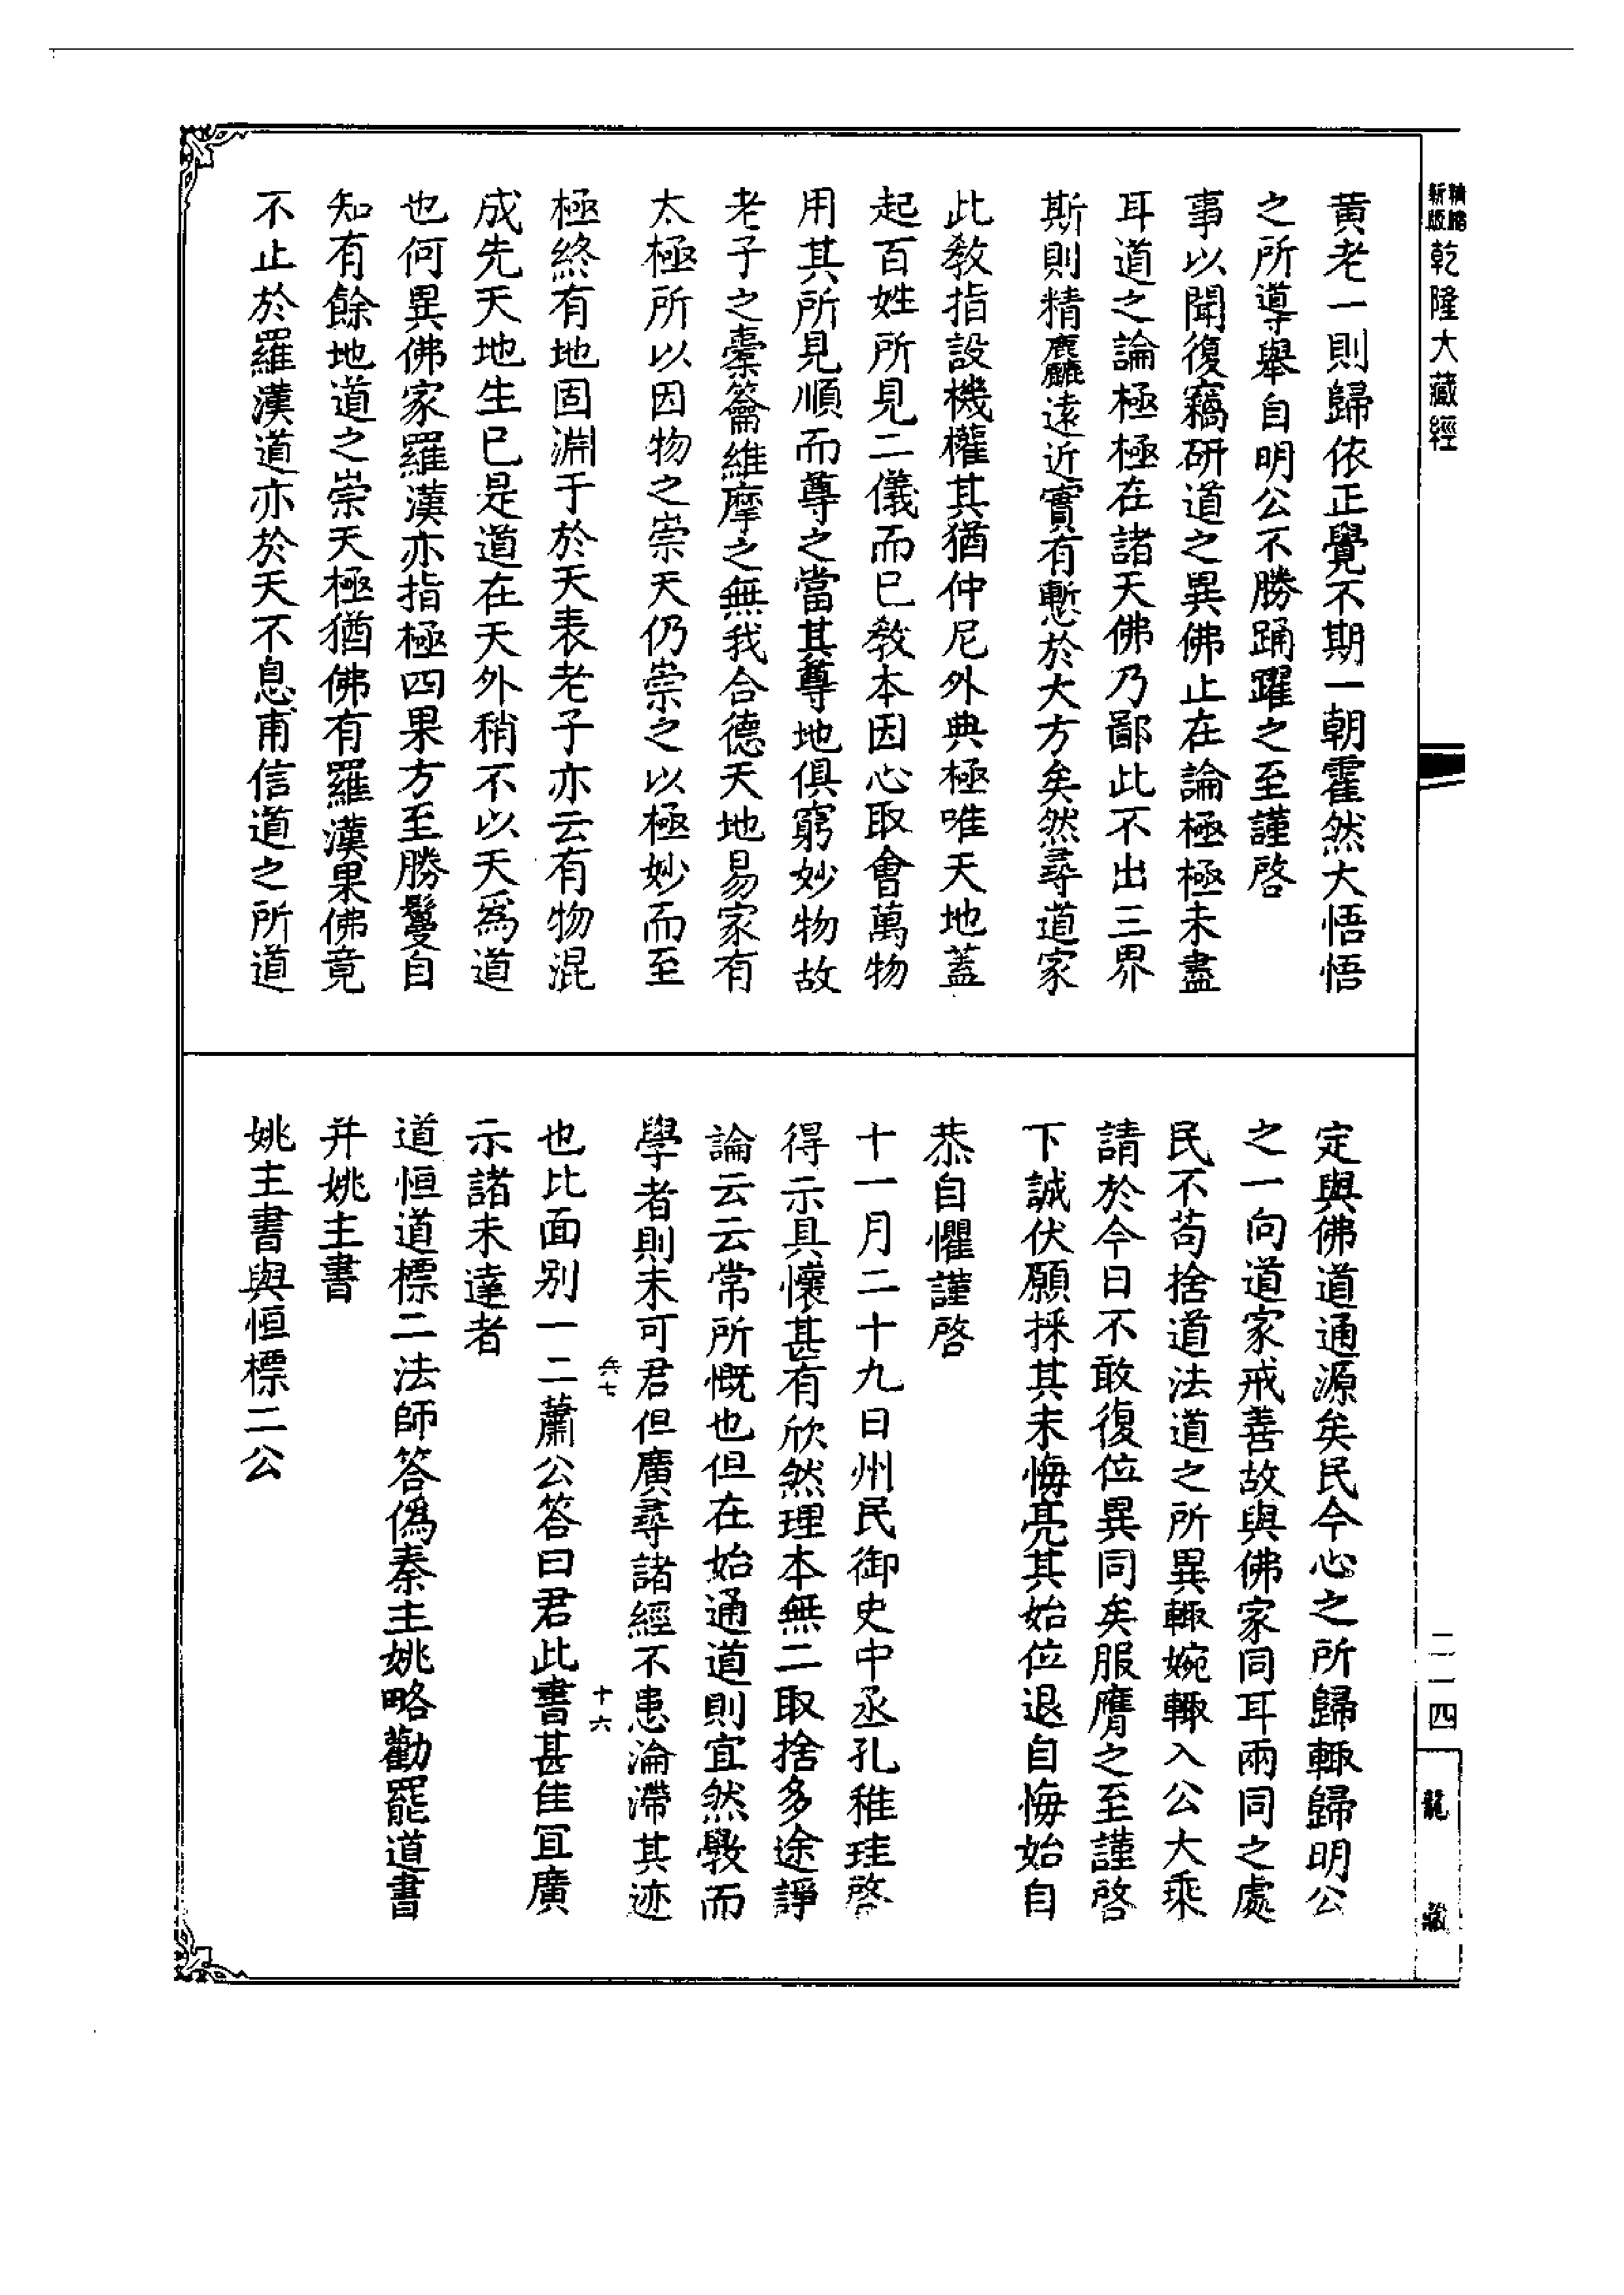 精縮
新版
乾隆大藏經
黃老一則歸依正覺不期一朝霍然大悟悟
之所導舉自明公不勝踊躍之至謹啓
事以聞復竊研道之異佛止在論極極未盡
耳道之論極極在諸天佛乃鄙此不出三界
斯則精麤遠近實有慙於大方矣然尋道家
此教指設機權其猶仲尼外典極唯天地蓋
起百姓所見二儀而已教本因心取會萬物
用其所見順而尊之當其尊地俱窮妙物故
老子之橐籥維摩之無我合德天地易家有
太極所以因物之崇天仍崇之以極妙而至
極終有地固淵于於天表老子亦云有物混
成先天地生已是道在天外稍不以天為道
也何異佛家羅漢亦指極四果方至勝鬘自
知有餘地道之崇天極猶佛有羅漢果佛竟
不止於羅漢道亦於天不息甫信道之所道
定與佛道通源矣民今心之所歸輙歸明公
之一向道家戒善故與佛家同耳兩同之處
民不苟捨道法道之所異輙婉輙入公大乘
請於今日不敢復位異同矣服膺之至謹啓
下誠伏願採其未悔亮其始位退自悔始自
恭自懼謹啓
十一月二十九日州民御史中丞孔稚珪啓
得示具懷甚有欣然理本無二取捨多途諍
論云云常所慨也但在始通道則宜然斆而
學者則未可君但廣尋諸經不患淪滯其迹
兵七
十六
也比面別一二蕭公答曰君此書甚佳宜廣
示諸未達者
道恒道標二法師答偽秦主姚略勸罷道書
并姚主書
姚主書與恒標二公
二一四
龍藏